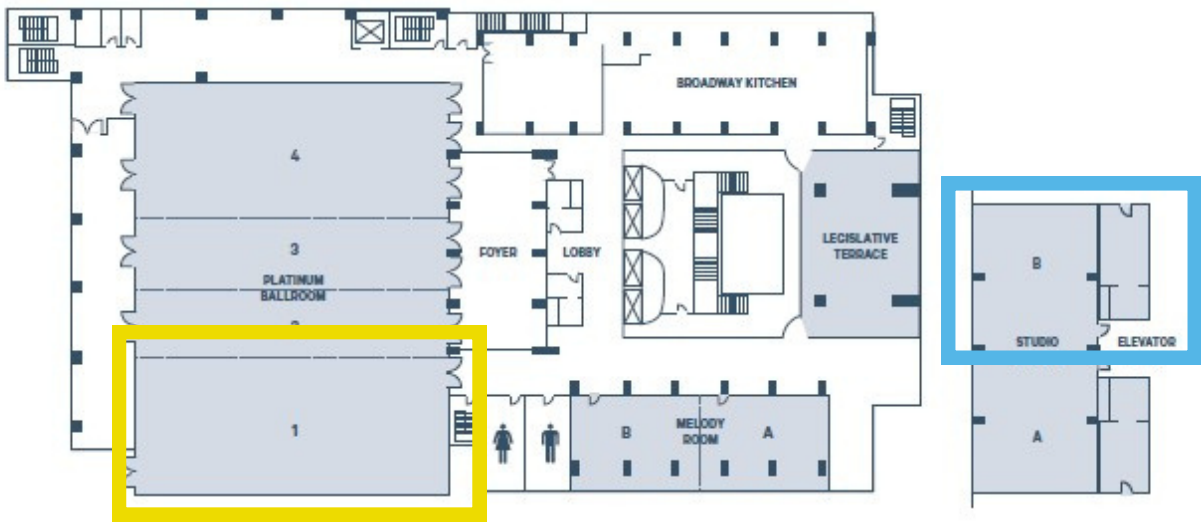 BROADWAY KITCHEN
4
3
PLATINUM
BALLROOM
1
FOYER
LOBBY
LEGISLATIVE
TERRACE
B
MELODY
ROOM
A
B
STUDIO
ELEVATOR
A